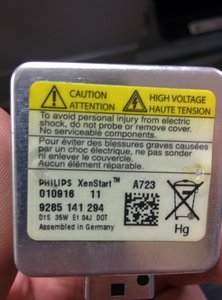 CAUTION
ATTENTION
HIGH VOLTAGE
HAUTE TENSION
To avoid personal injury from electric
shock, do not probe or remove cover.
No serviceable components.
Pour éviter des blessures graves causées
par un choc électrique, ne pas sonder
ni enlever le couvercle.
Aucun composants réparables.
PHILIPS XenStart™ A723
010916 11
9285 141 294
D1S 35W E1 04J DOT
Assembled in Germany
Hg